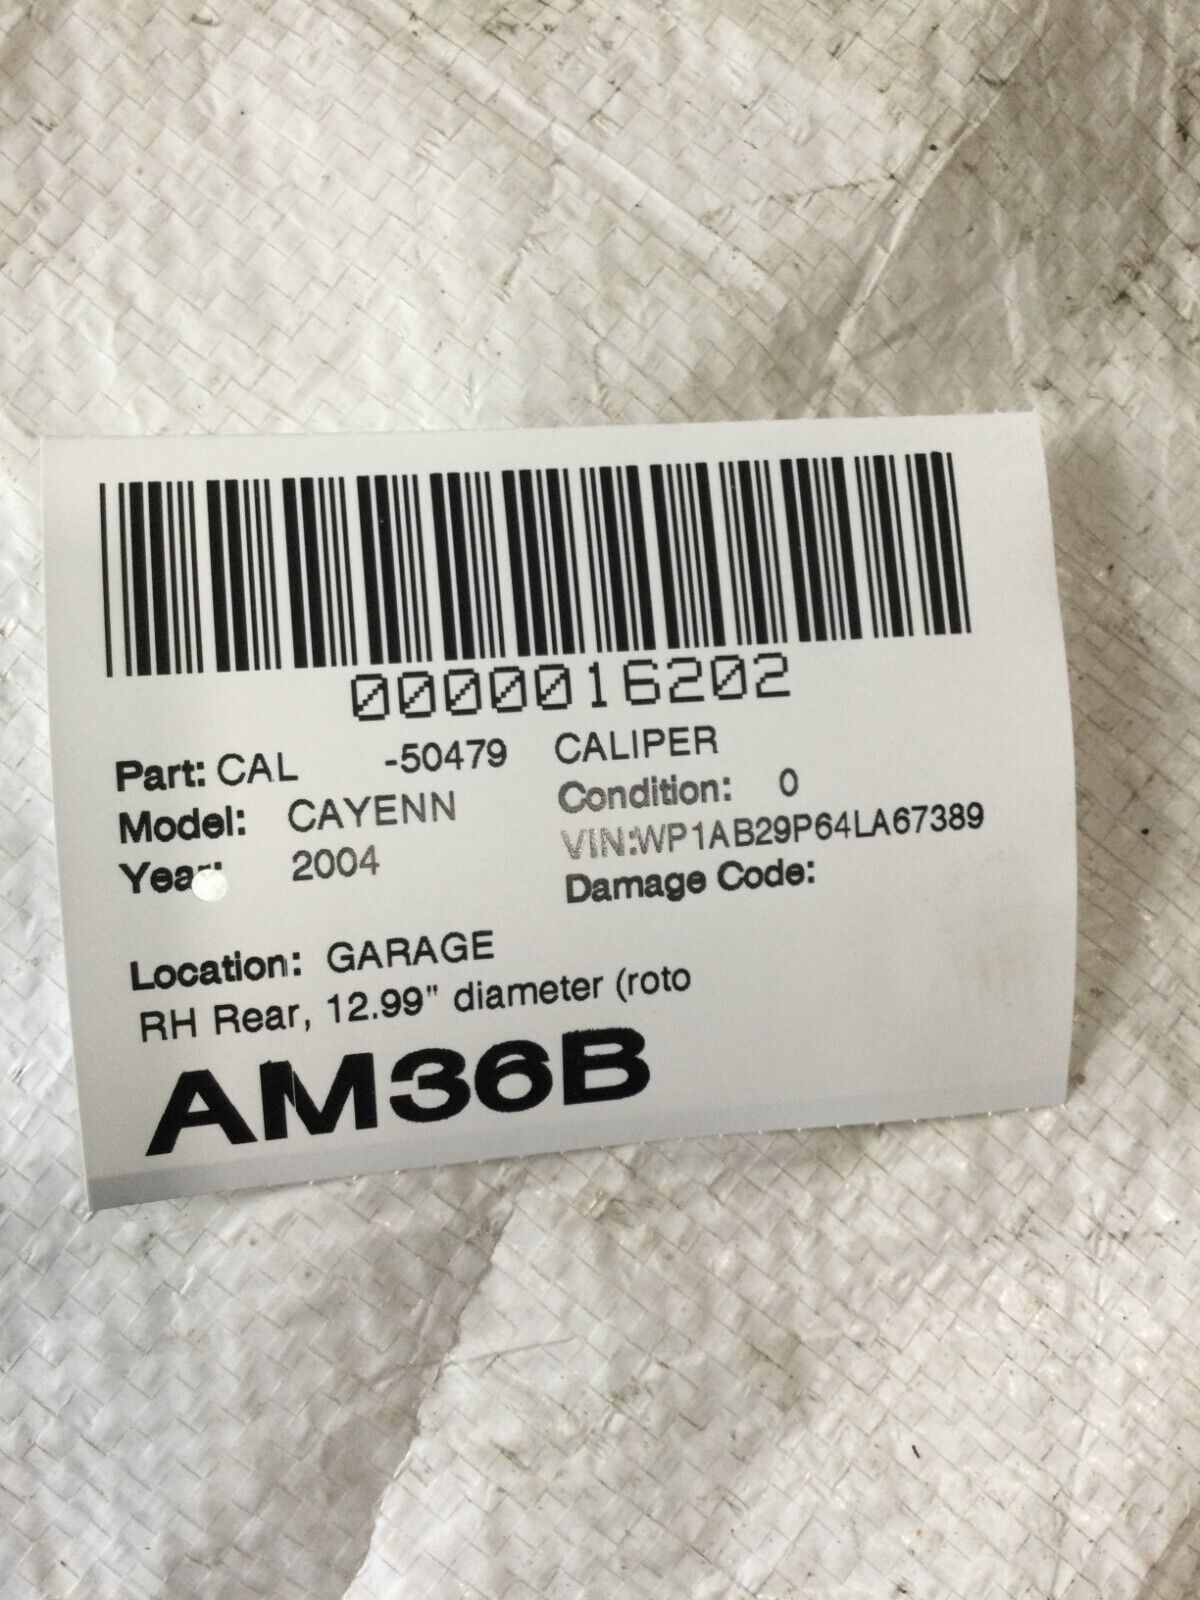 0000016202
Part: CAL -50479 CALIPER
Model: CAYENN Condition: 0
Year: 2004 VIN:WP1AB29P64LA67389
Damage Code:
Location: GARAGE
RH Rear, 12.99" diameter (roto
AM36B